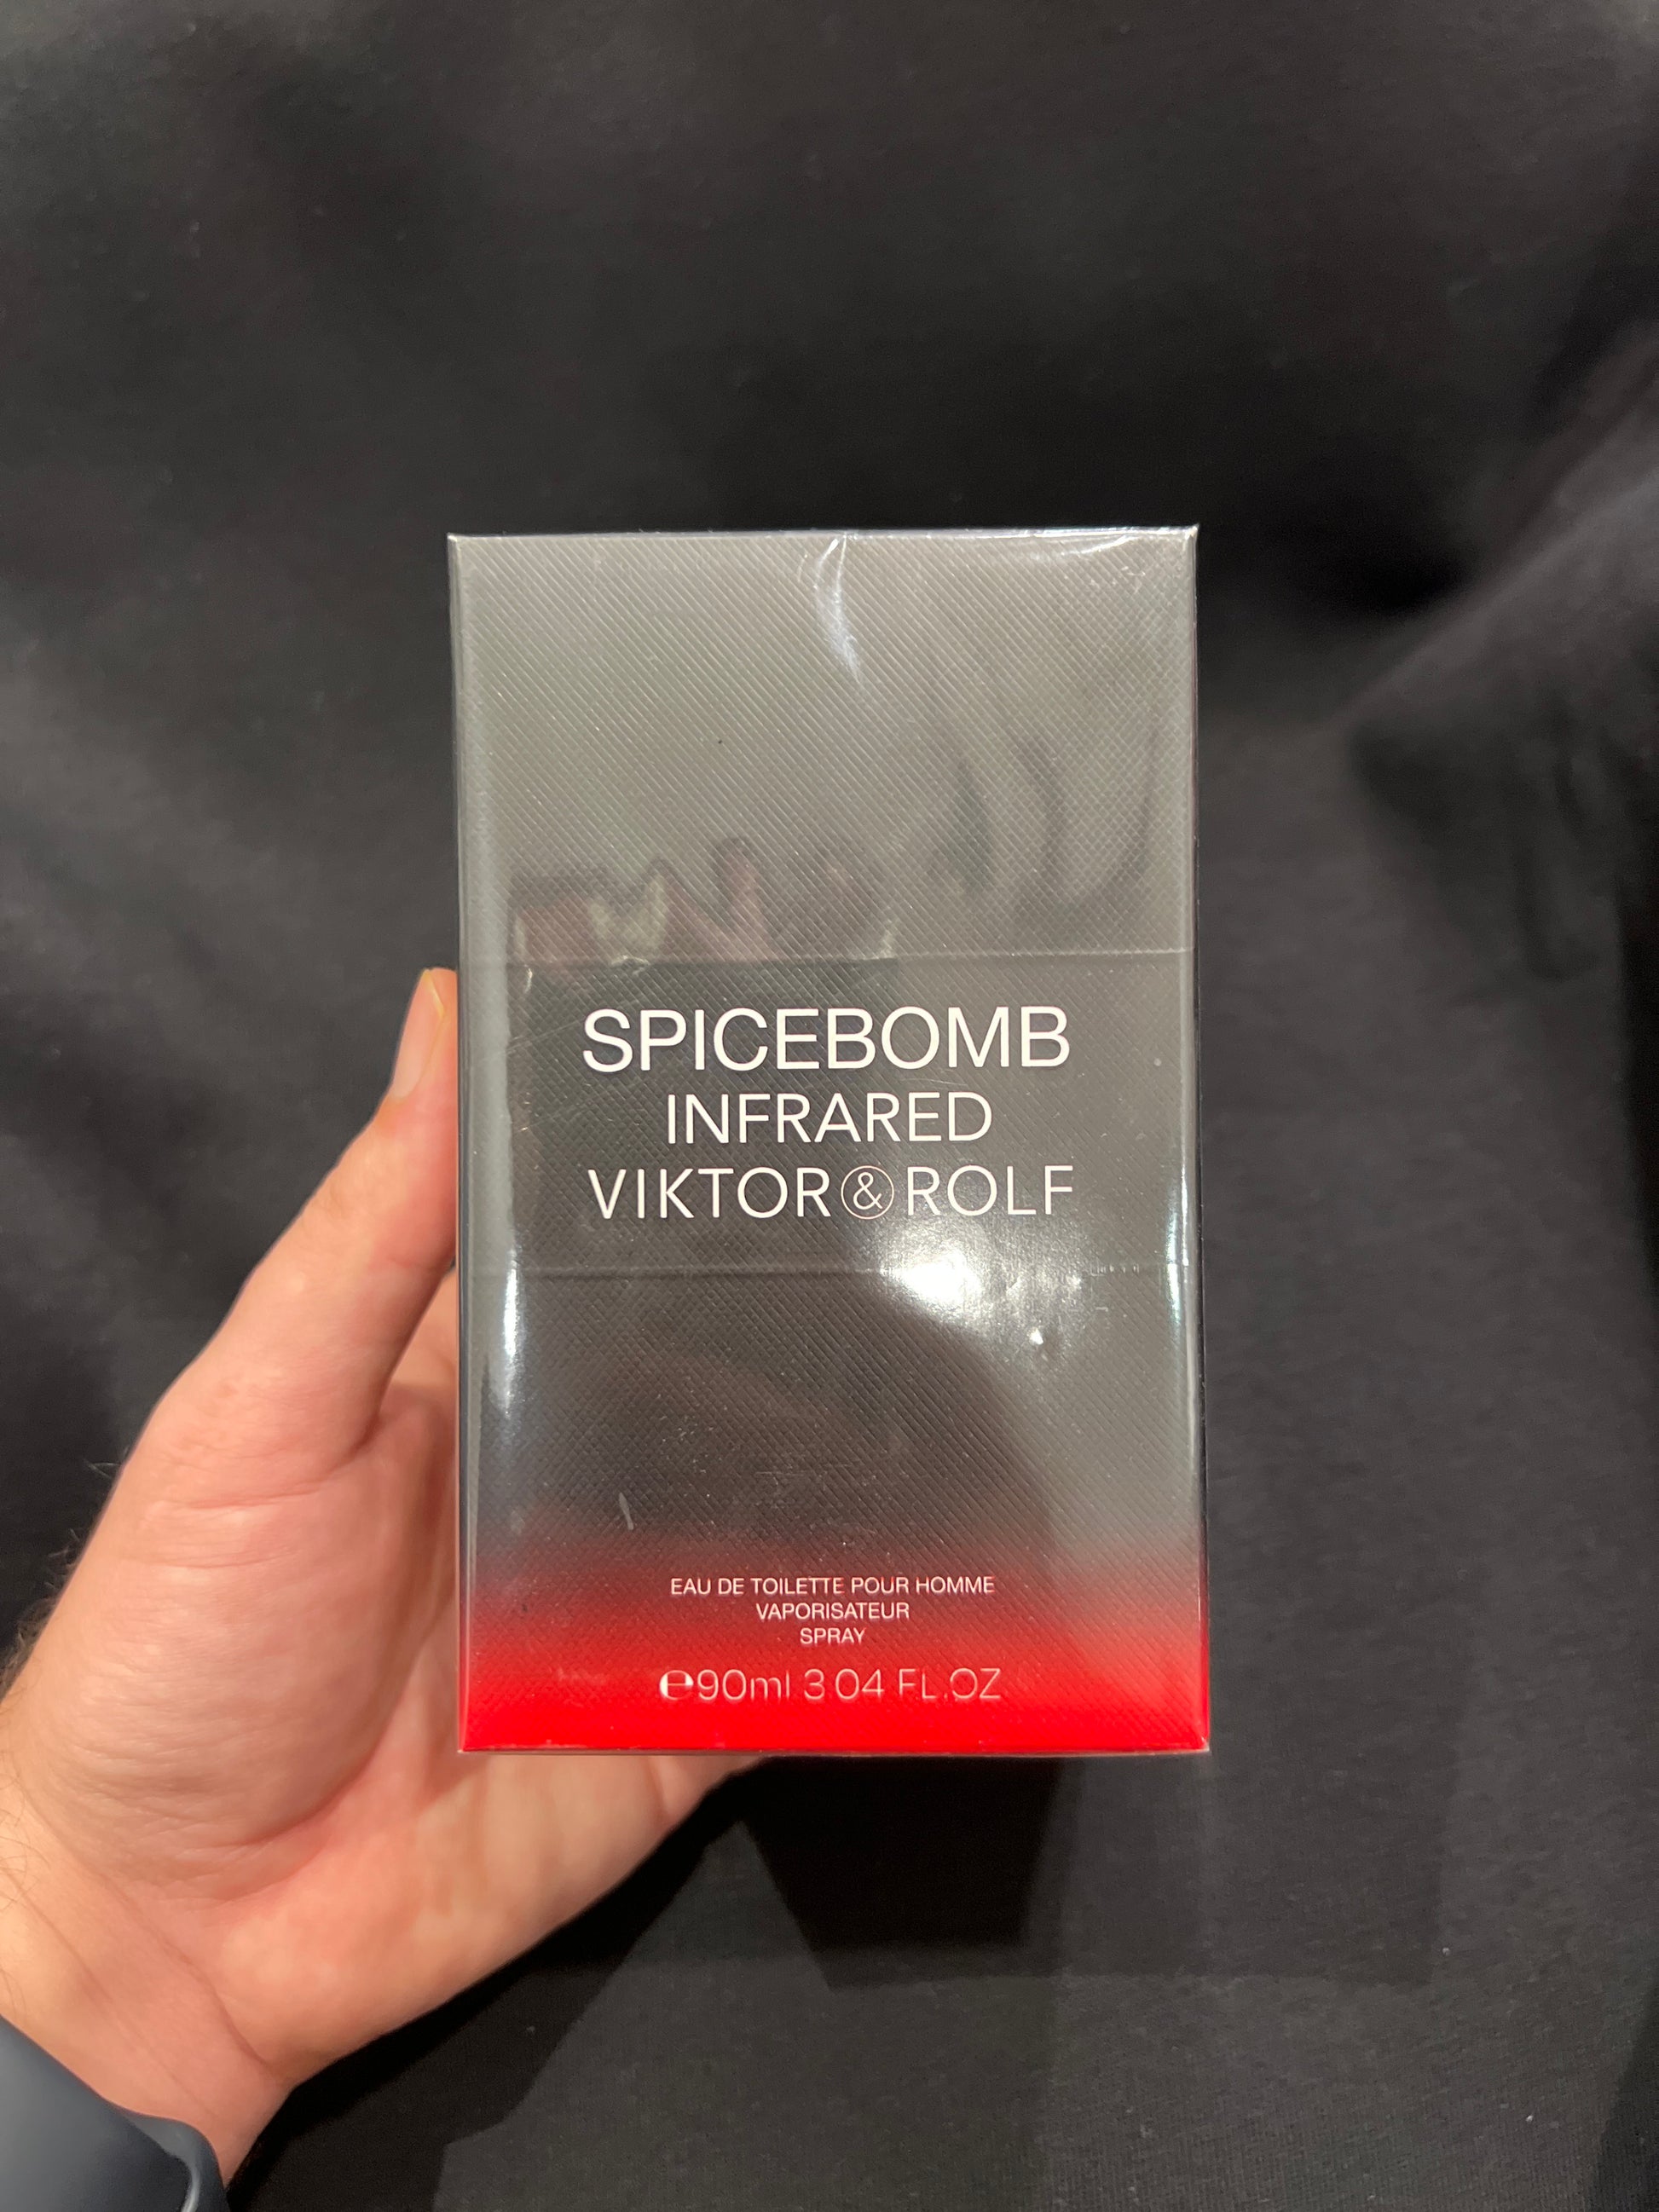 SPICEBOMB
INFRARED
VIKTOR&ROLF
EAU DE TOILETTE POUR HOMME
VAPORISATEUR
SPRAY
℮90ml 3 04 FL.OZ